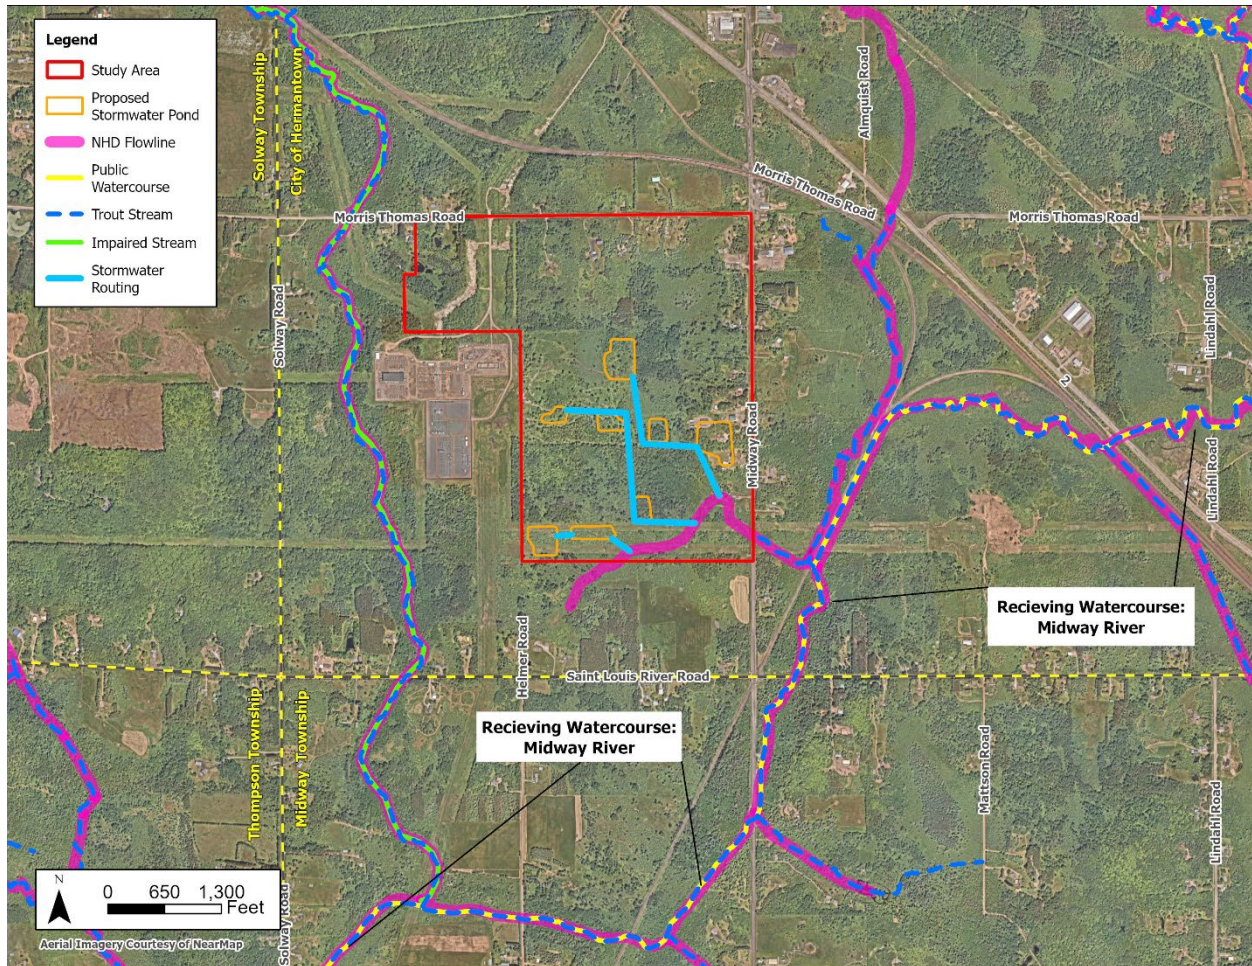 Legend
Study Area
Proposed
Stormwater Pond
NHD Flowline
Public
Watercourse
Trout Stream
Impaired Stream
Stormwater
Routing
Solway Township
City of Hermantown
Almquist Road
Morris Thomas Road
Morris Thomas Road
Morris Thomas Road
Solway Road
Lindahl Road
2
Midway Road
Lindahl Road
Recieving Watercourse:
Midway River
Helmer Road
Saint Louis River Road
Recieving Watercourse:
Midway River
Thompson Township
Midway Township
Mattson Road
Lindahl Road
N
0 650 1,300
Feet
Solway Road
Aerial Imagery Courtesy of NearMap